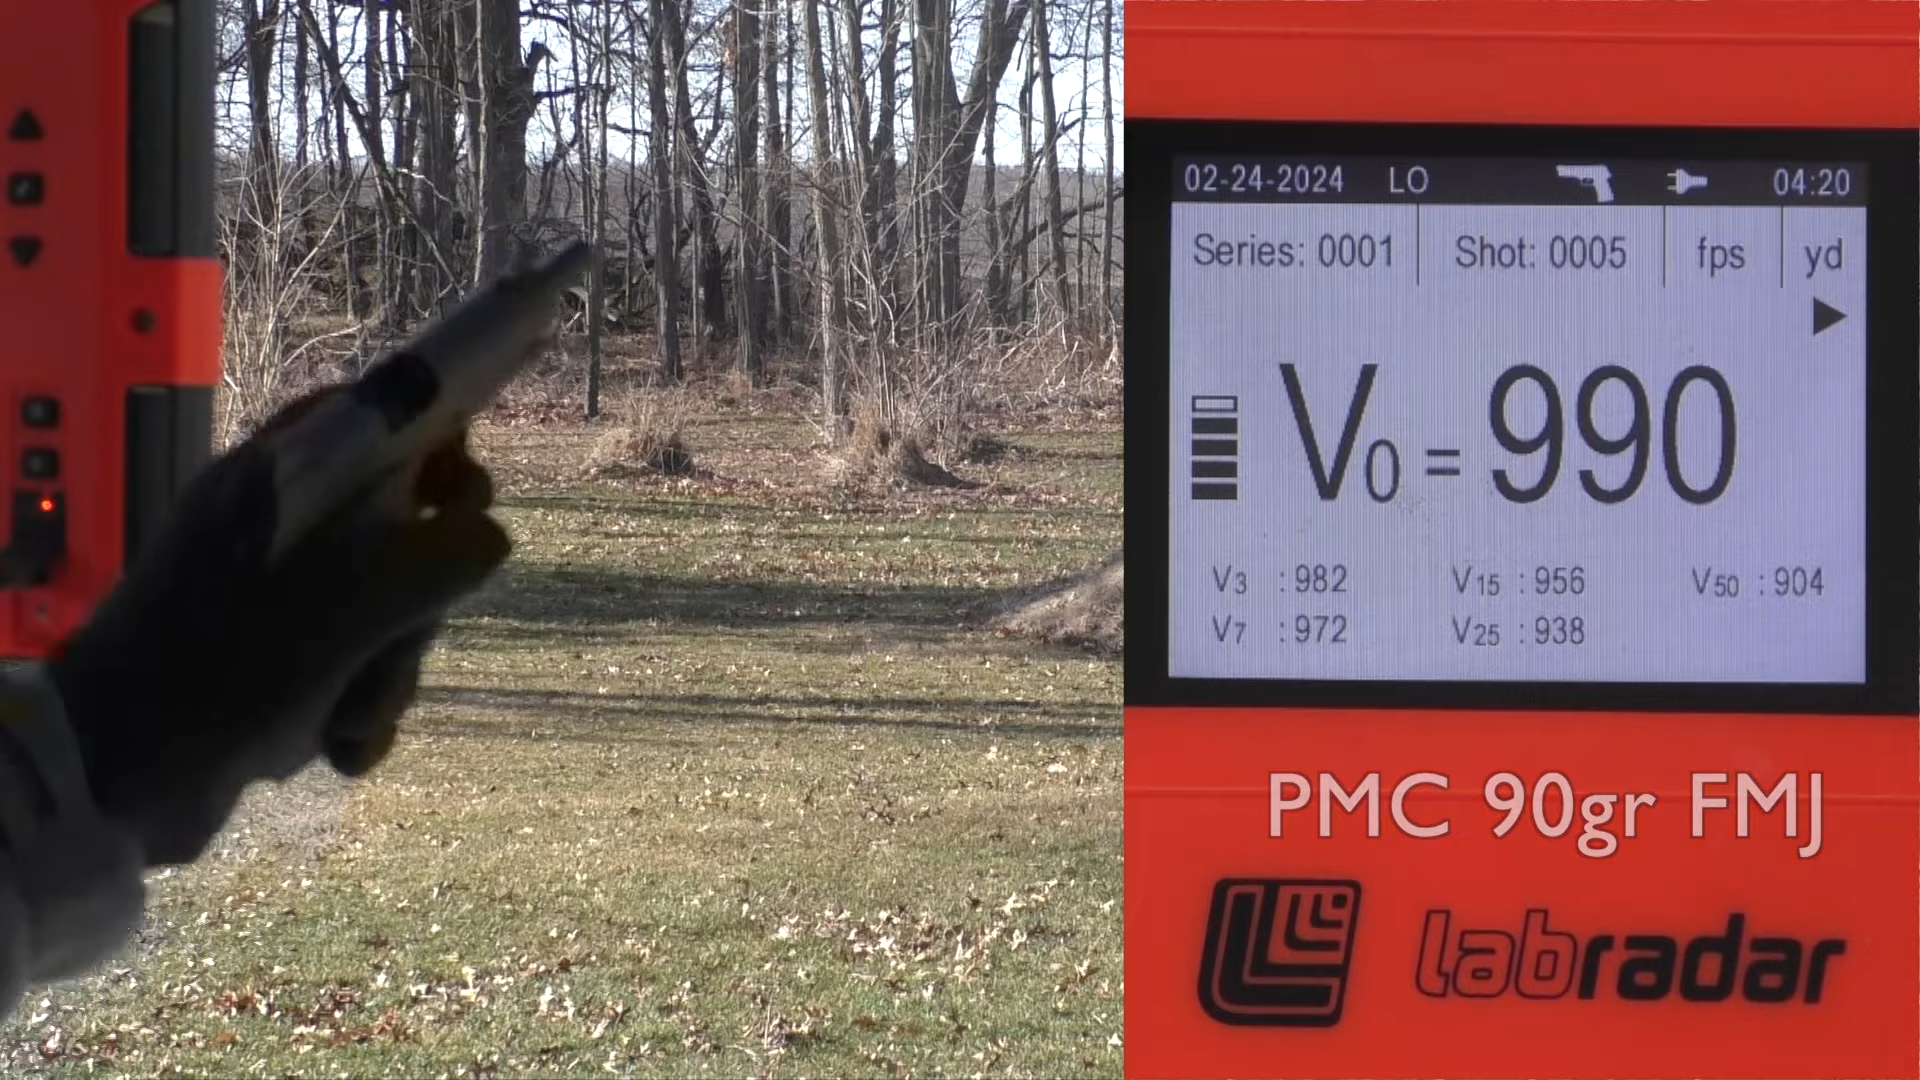 02-24-2024 LO 04:20
Series: 0001 Shot: 0005 fps yd
V0 = 990
V3 : 982 V15 : 956 V50 : 904
V7 : 972 V25 : 938
PMC 90gr FMJ
labradar